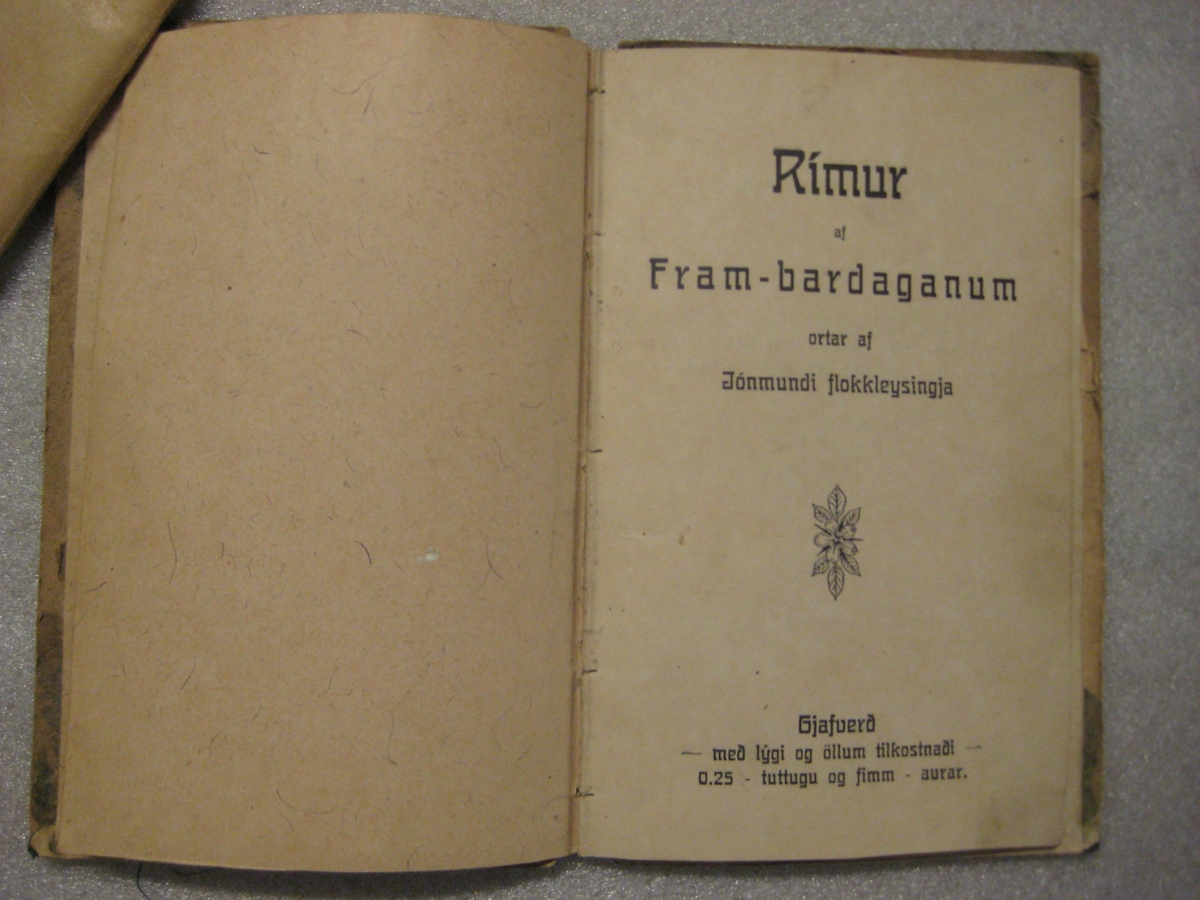 Rímur
af
Fram-bardaganum
ortar af
Jónmundi flokkleysingja
Gjafverð
— með lýgi og öllum tilkostnaði —
0.25 - tuttugu og fimm - aurar.